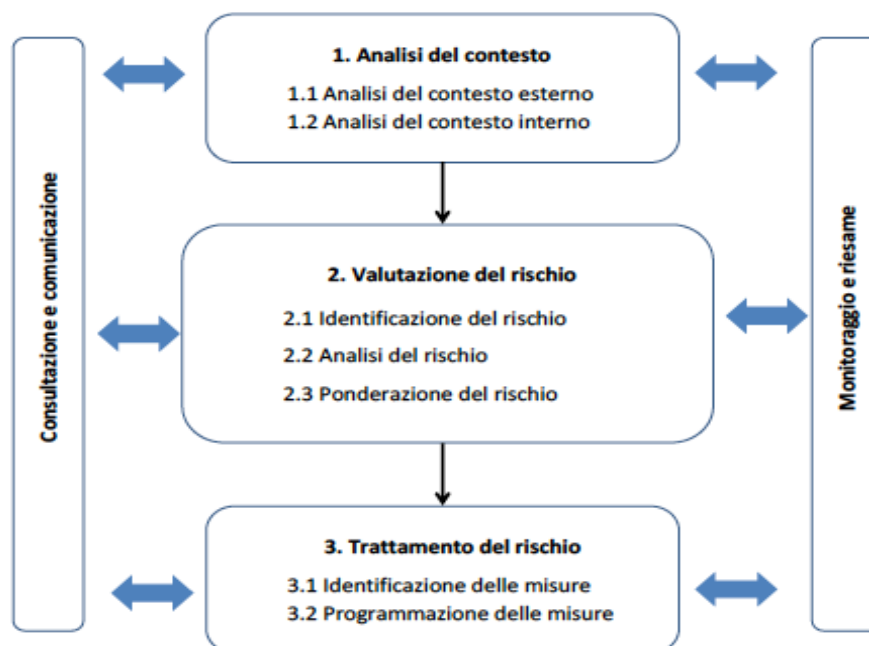 Consultazione e comunicazione
1. Analisi del contesto
1.1 Analisi del contesto esterno
1.2 Analisi del contesto interno
2. Valutazione del rischio
2.1 Identificazione del rischio
2.2 Analisi del rischio
2.3 Ponderazione del rischio
3. Trattamento del rischio
3.1 Identificazione delle misure
3.2 Programmazione delle misure
Monitoraggio e riesame